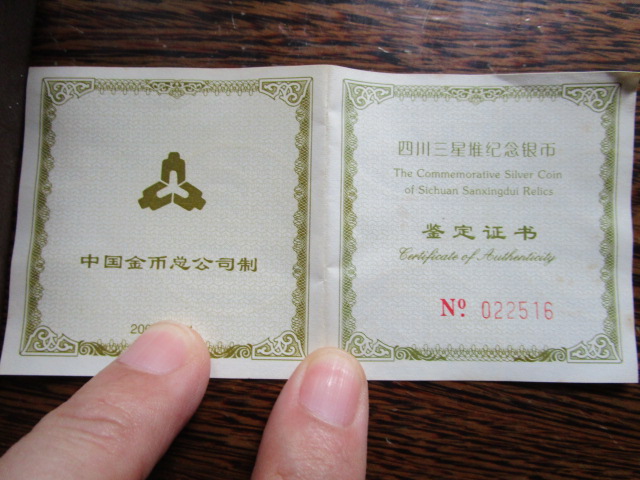 中国金币总公司制
四川三星堆纪念银币
The Commemorative Silver Coin
of Sichuan Sanxingdui Relics
鉴定证书
Certificate of Authenticity
Nº 022516